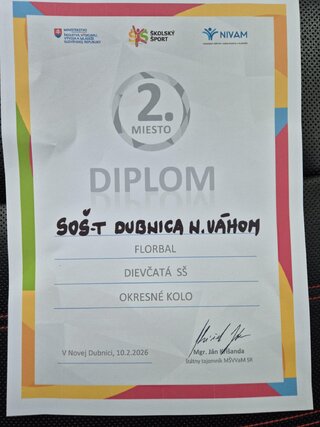 MINISTERSTVO
ŠKOLSTVA, VÝSKUMU,
VÝVOJA A MLÁDEŽE
SLOVENSKEJ REPUBLIKY
ŠKOLSKÝ
ŠPORT
NIVAM
2.
MIESTO
DIPLOM
SOŠ-T DUBNICA N. VÁHOM
FLORBAL
DIEVČATÁ SŠ
OKRESNÉ KOLO
V Novej Dubnici, 10.2.2026
Mgr. Ján Krišanda
štátny tajomník MŠVVaM SR